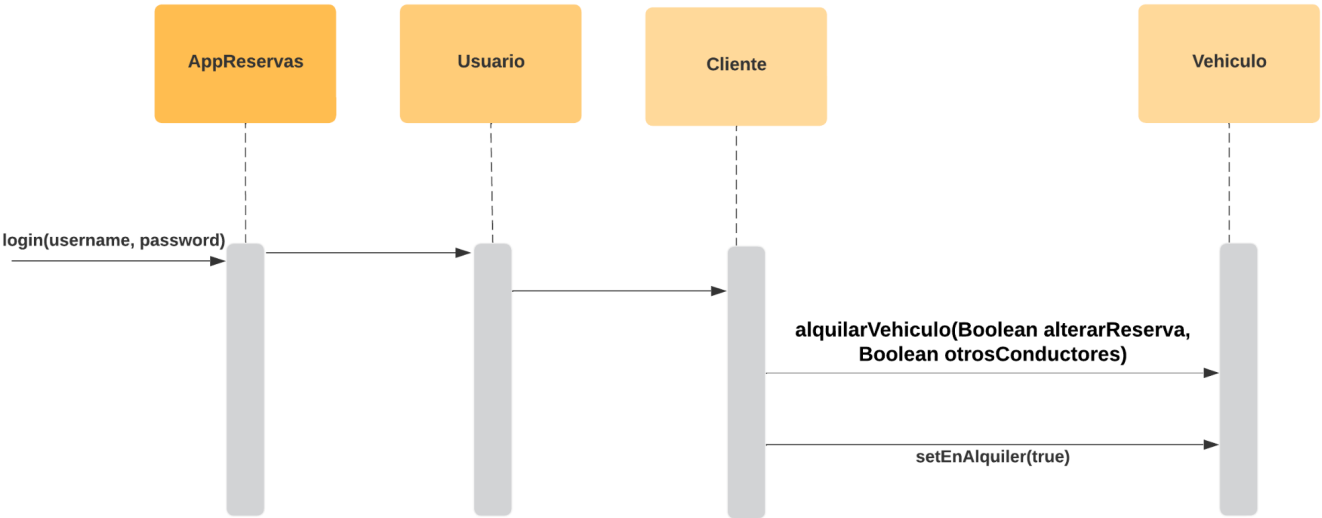 AppReservas
Usuario
Cliente
Vehiculo
login(username, password)
alquilarVehiculo(Boolean alterarReserva,
Boolean otrosConductores)
setEnAlquiler(true)